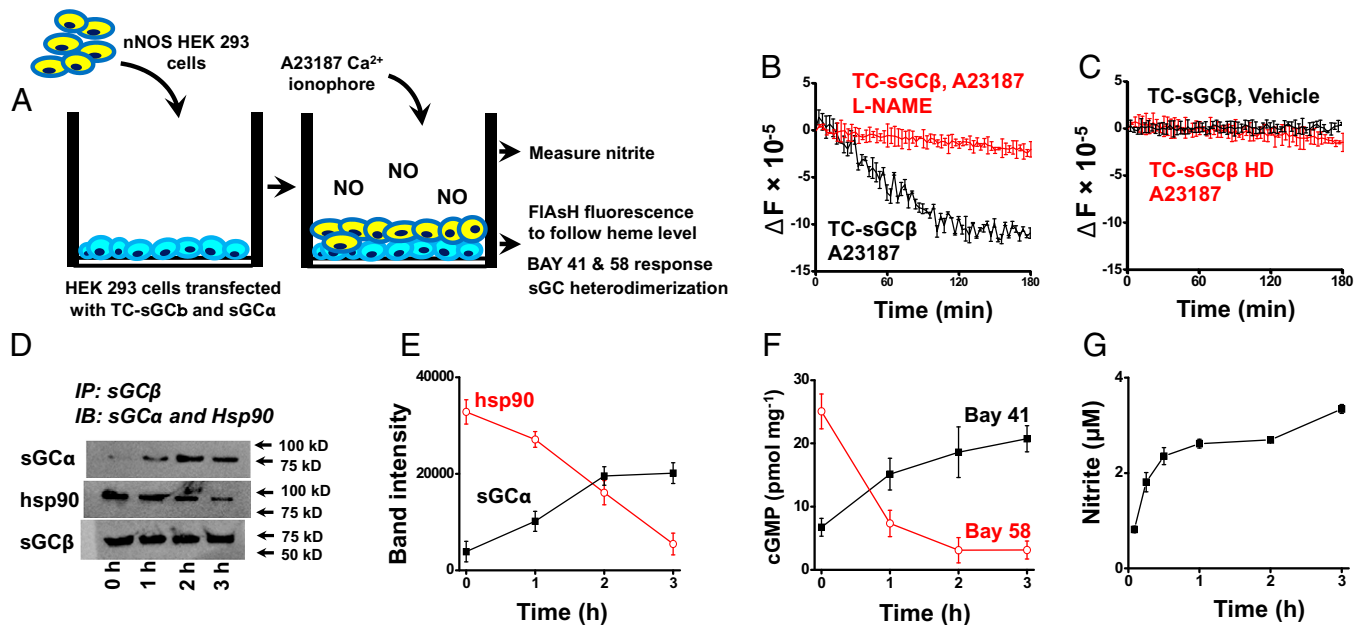 A
nNOS HEK 293
cells
A23187 Ca²⁺
ionophore
NO
NO
NO
Measure nitrite
FlAsH fluorescence
to follow heme level
BAY 41 & 58 response
sGC heterodimerization
HEK 293 cells transfected
with TC-sGCb and sGCα
B
TC-sGCβ, A23187
L-NAME
TC-sGCβ
A23187
Δ F × 10⁻⁵
5
0
-5
-10
-15
0 60 120 180
Time (min)
C
TC-sGCβ, Vehicle
TC-sGCβ HD
A23187
Δ F × 10⁻⁵
5
0
-5
-10
-15
0 60 120 180
Time (min)
D
IP: sGCβ
IB: sGCα and Hsp90
sGCα
100 kD
75 kD
hsp90
100 kD
75 kD
sGCβ
75 kD
50 kD
0 h 1 h 2 h 3 h
E
hsp90
sGCα
Band intensity
40000
20000
0
0 1 2 3
Time (h)
F
Bay 41
Bay 58
cGMP (pmol mg⁻¹)
30
20
10
0
0 1 2 3
Time (h)
G
Nitrite (µM)
4
2
0
0 1 2 3
Time (h)